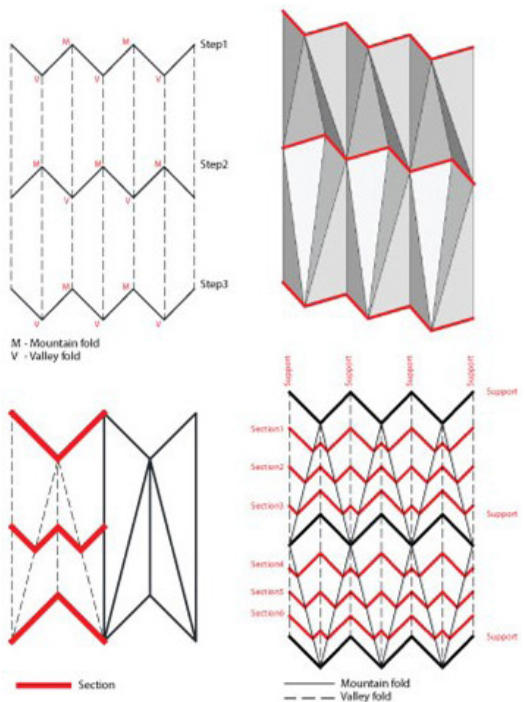 M M
Step1
V V V
M M M
Step2
V V
M M
Step3
V V V
M - Mountain fold
V - Valley fold
Section
Support Support Support Support
Support
Section1
Section2
Section3
Support
Section4
Section5
Section6
Support
Mountain fold
Valley fold